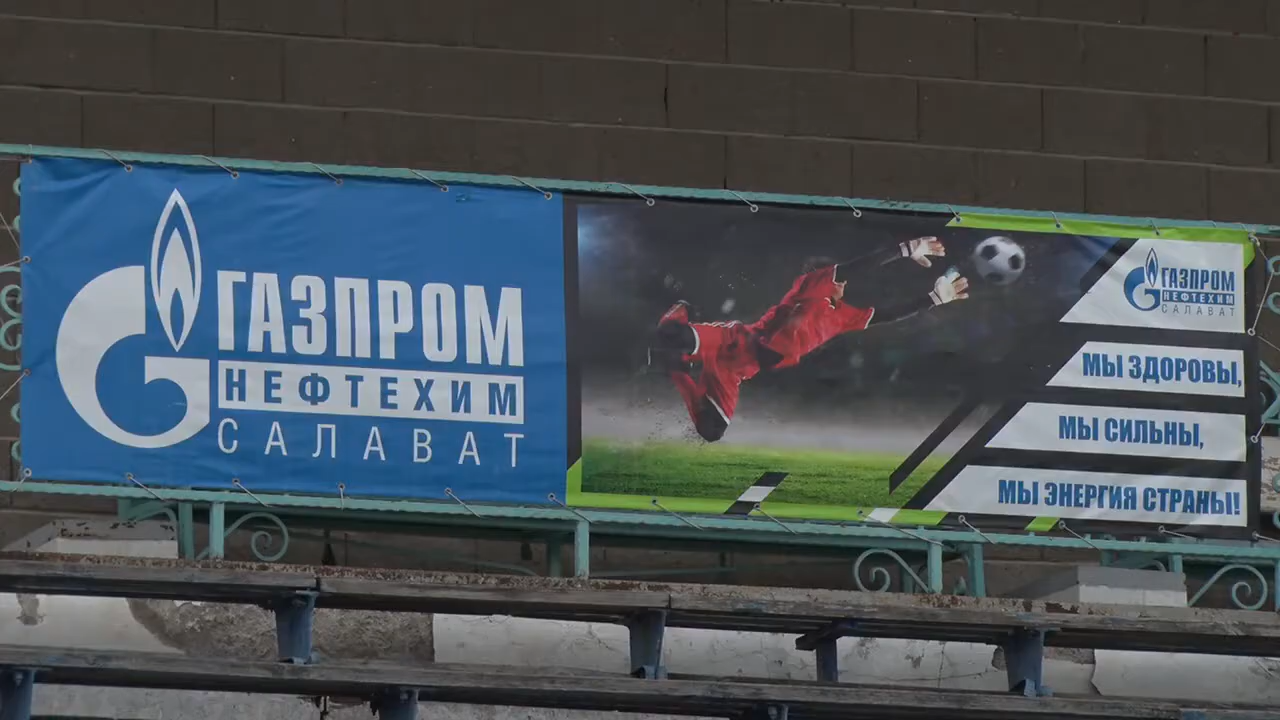 ГАЗПРОМ
НЕФТЕХИМ
САЛАВАТ
ГАЗПРОМ
НЕФТЕХИМ
САЛАВАТ
МЫ ЗДОРОВЫ,
МЫ СИЛЬНЫ,
МЫ ЭНЕРГИЯ СТРАНЫ!